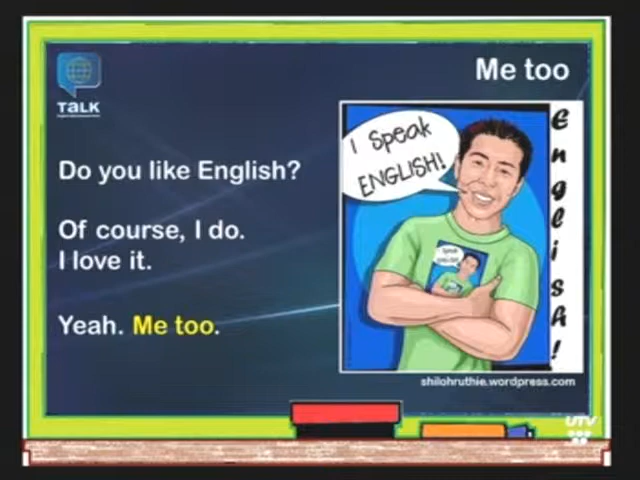 TaLK
Me too
I Speak
ENGLISH!
English!
Do you like English?
Of course, I do.
I love it.
Yeah. Me too.
shilohruthie.wordpress.com
UTV